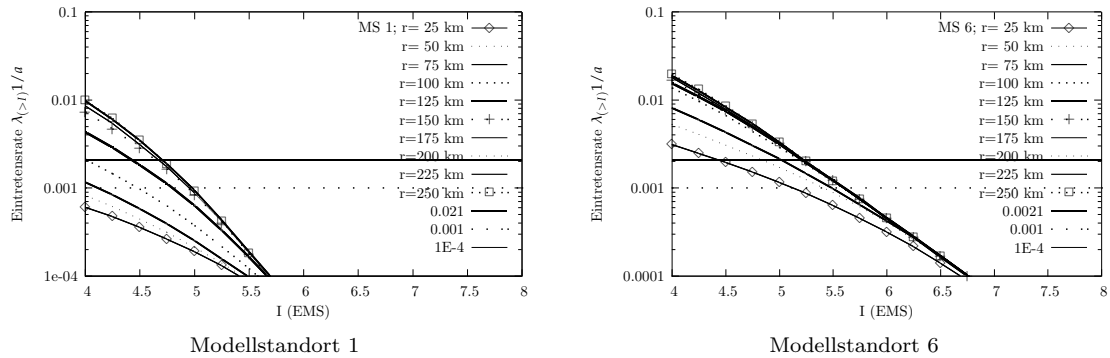 0.1
0.01
0.001
1e-04
4
4.5
5
5.5
6
6.5
7
7.5
8
Eintretensrate λ(>I)1/a
I (EMS)
MS 1; r= 25 km
r= 50 km
r= 75 km
r=100 km
r=125 km
r=150 km
r=175 km
r=200 km
r=225 km
r=250 km
0.021
0.001
1E-4
Modellstandort 1
0.1
0.01
0.001
0.0001
4
4.5
5
5.5
6
6.5
7
7.5
8
Eintretensrate λ(>I)1/a
I (EMS)
MS 6; r= 25 km
r= 50 km
r= 75 km
r=100 km
r=125 km
r=150 km
r=175 km
r=200 km
r=225 km
r=250 km
0.0021
0.001
1E-4
Modellstandort 6